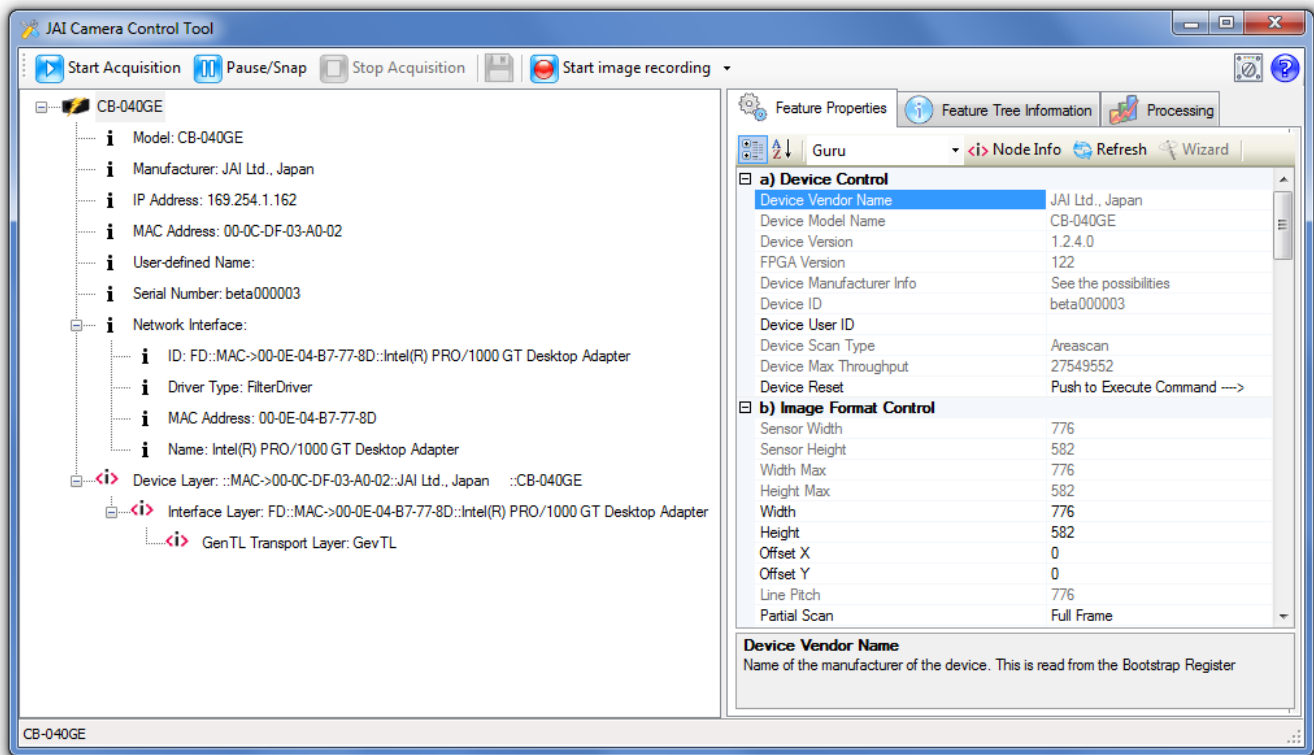 JAI Camera Control Tool
Start Acquisition Pause/Snap Stop Acquisition Start image recording
CB-040GE
Model: CB-040GE
Manufacturer: JAI Ltd., Japan
IP Address: 169.254.1.162
MAC Address: 00-0C-DF-03-A0-02
User-defined Name:
Serial Number: beta000003
Network Interface:
ID: FD::MAC->00-0E-04-B7-77-8D::Intel(R) PRO/1000 GT Desktop Adapter
Driver Type: FilterDriver
MAC Address: 00-0E-04-B7-77-8D
Name: Intel(R) PRO/1000 GT Desktop Adapter
Device Layer: ::MAC->00-0C-DF-03-A0-02::JAI Ltd., Japan ::CB-040GE
Interface Layer: FD::MAC->00-0E-04-B7-77-8D::Intel(R) PRO/1000 GT Desktop Adapter
GenTL Transport Layer: GevTL
Feature Properties Feature Tree Information Processing
Guru <i> Node Info Refresh Wizard
a) Device Control
Device Vendor Name JAI Ltd., Japan
Device Model Name CB-040GE
Device Version 1.2.4.0
FPGA Version 122
Device Manufacturer Info See the possibilities
Device ID beta000003
Device User ID
Device Scan Type Areascan
Device Max Throughput 27549552
Device Reset Push to Execute Command ---->
b) Image Format Control
Sensor Width 776
Sensor Height 582
Width Max 776
Height Max 582
Width 776
Height 582
Offset X 0
Offset Y 0
Line Pitch 776
Partial Scan Full Frame
Device Vendor Name
Name of the manufacturer of the device. This is read from the Bootstrap Register
CB-040GE